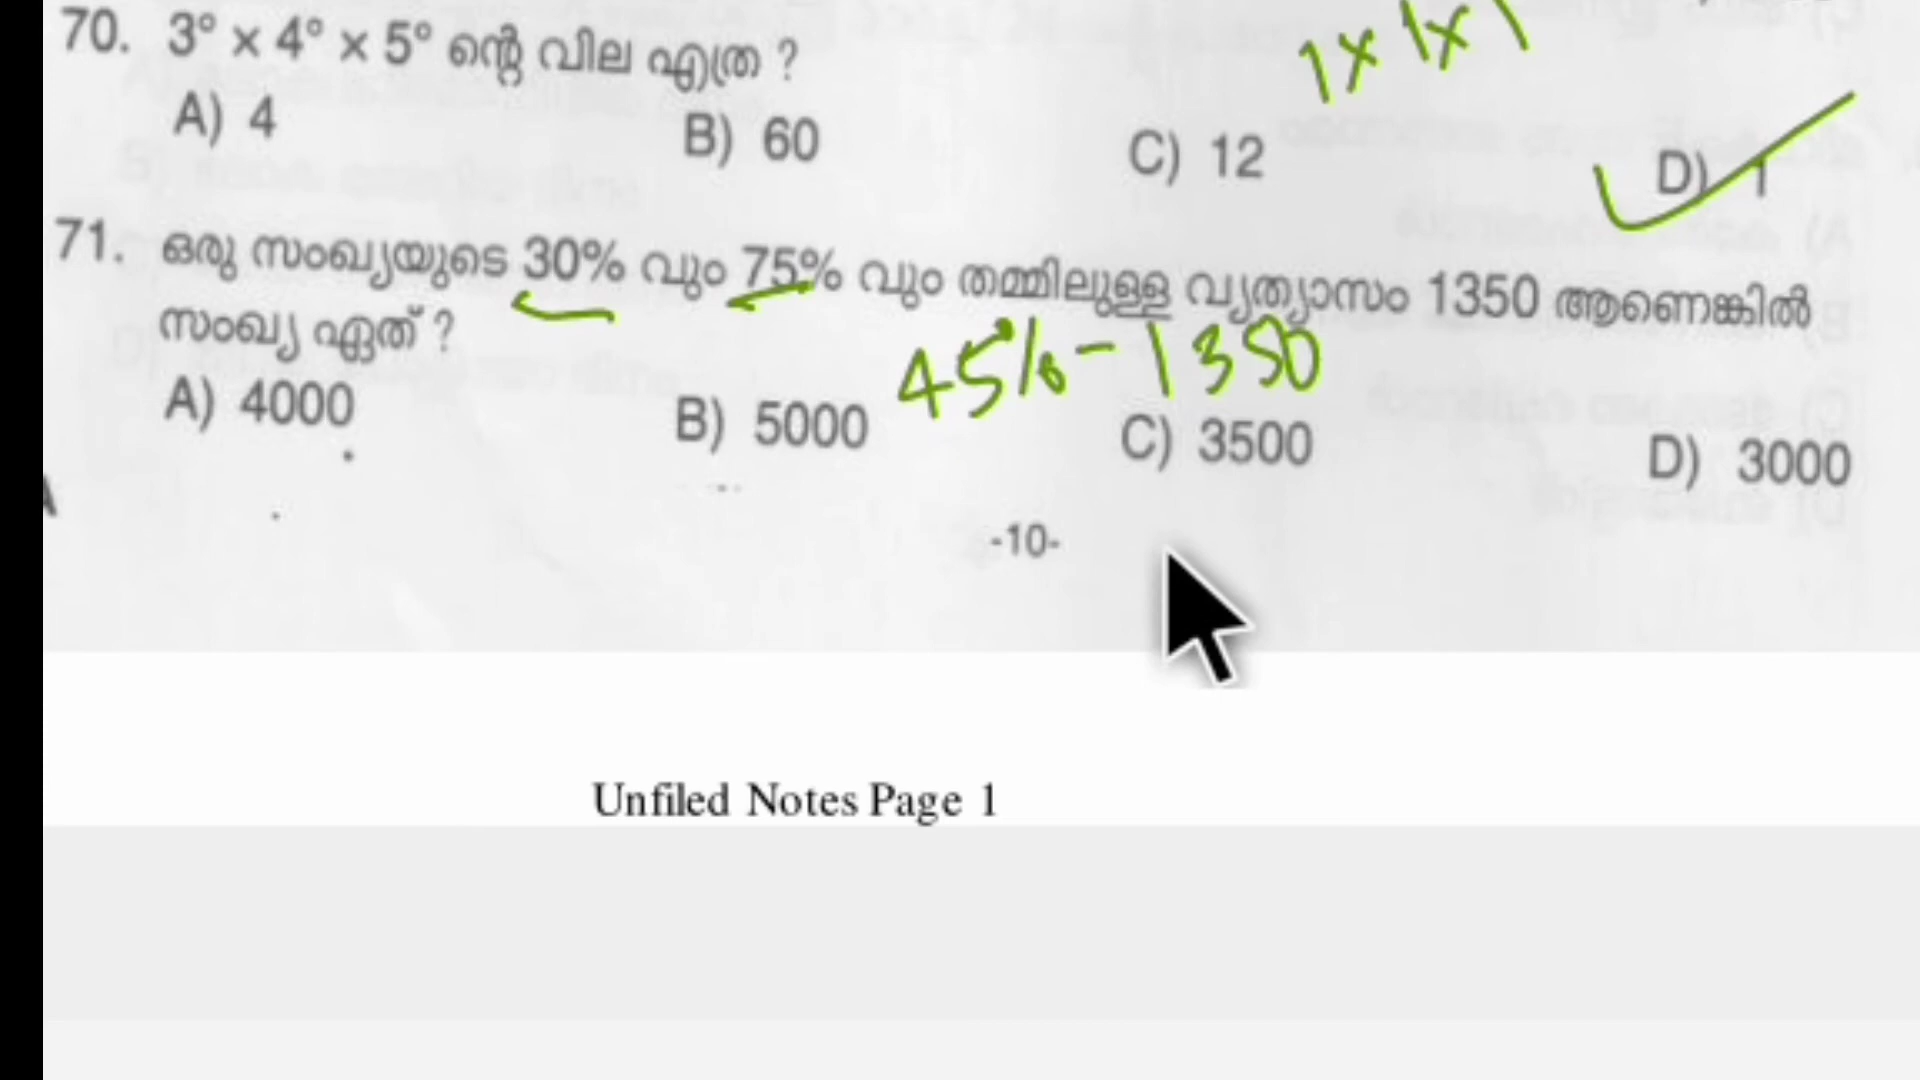 70. 3° x 4° x 5° ന്റെ വില എത്ര ?
1 x 1 x 1
A) 4 B) 60 C) 12 D) 1
71. ഒരു സംഖ്യയുടെ 30% വും 75% വും തമ്മിലുള്ള വ്യത്യാസം 1350 ആണെങ്കിൽ
സംഖ്യ ഏത് ?
45% - 1350
A) 4000 B) 5000 C) 3500 D) 3000
-10-
Unfiled Notes Page 1